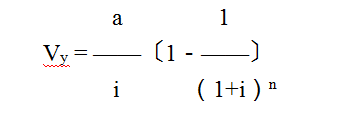 a 1
Vy = —— 〔1 - ——〕
i （1+i）n